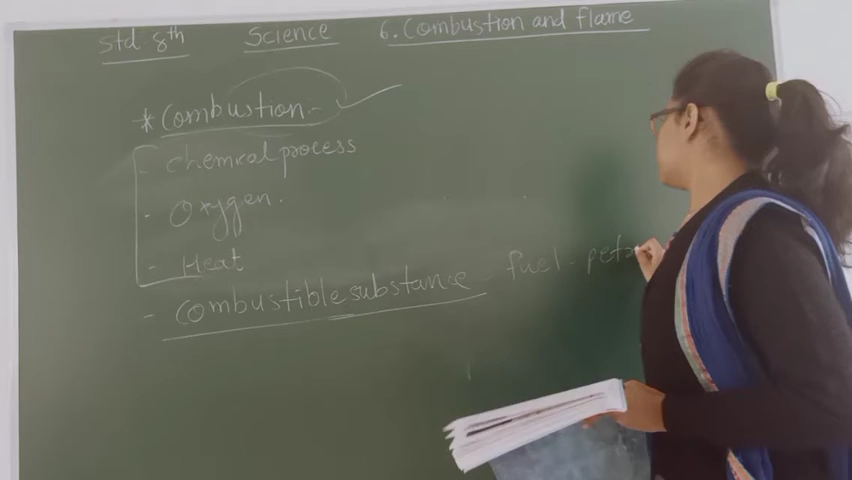 Std 8th Science 6. Combustion and flame
* Combustion -
- chemical process
- Oxygen.
- Heat
- combustible substance fuel - petr